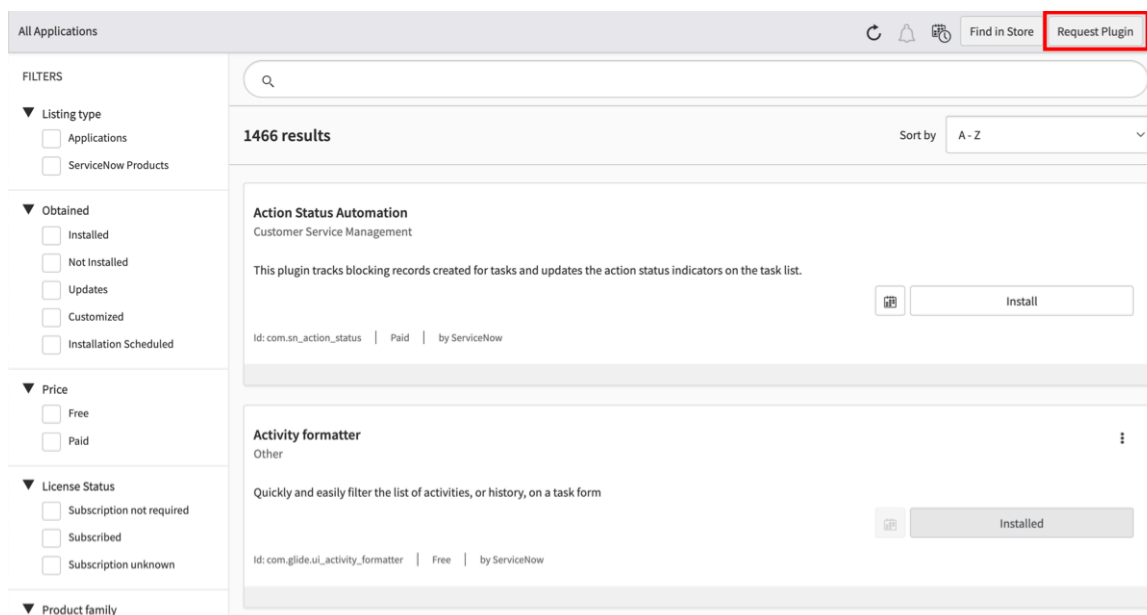 All Applications
Find in Store
Request Plugin
FILTERS
Listing type
Applications
ServiceNow Products
Obtained
Installed
Not Installed
Updates
Customized
Installation Scheduled
Price
Free
Paid
License Status
Subscription not required
Subscribed
Subscription unknown
Product family
1466 results
Sort by
A - Z
Action Status Automation
Customer Service Management
This plugin tracks blocking records created for tasks and updates the action status indicators on the task list.
Install
Id: com.sn_action_status | Paid | by ServiceNow
Activity formatter
Other
Quickly and easily filter the list of activities, or history, on a task form
Installed
Id: com.glide.ui_activity_formatter | Free | by ServiceNow